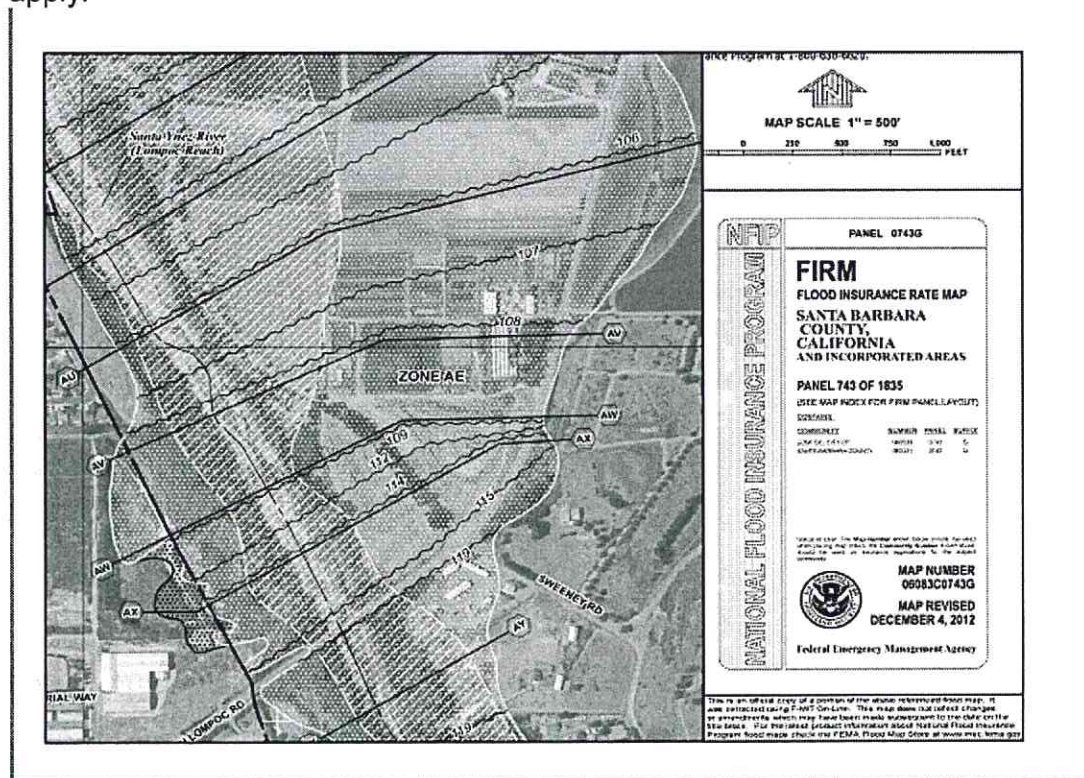 apply.
ance Program at 1-800-638-6620.
MAP SCALE 1" = 500'
0 250 500 750 1,000
FEET
Santa Ynez River
(Lompoc Reach)
106
107
108
AV
ZONE AE
AU
109
AW
AX
AV
114
115
AW
AX
SWEENEY RD
AY
RIAL WAY
LOMPOC RD
NFIP
NATIONAL FLOOD INSURANCE PROGRAM
PANEL 0743G
FIRM
FLOOD INSURANCE RATE MAP
SANTA BARBARA
COUNTY,
CALIFORNIA
AND INCORPORATED AREAS
PANEL 743 OF 1835
(SEE MAP INDEX FOR FIRM PANEL LAYOUT)
CONTAINS:
COMMUNITY NUMBER PANEL SUFFIX
MAP NUMBER
06083C0743G
MAP REVISED
DECEMBER 4, 2012
Federal Emergency Management Agency
This is an official copy of a portion of the above referenced flood map. It
was extracted using F-MIT On-Line. This map does not reflect changes
or amendments which may have been made subsequent to the date on the
title block. For the latest product information about National Flood Insurance
Program flood maps check the FEMA Flood Map Store at www.msc.fema.gov